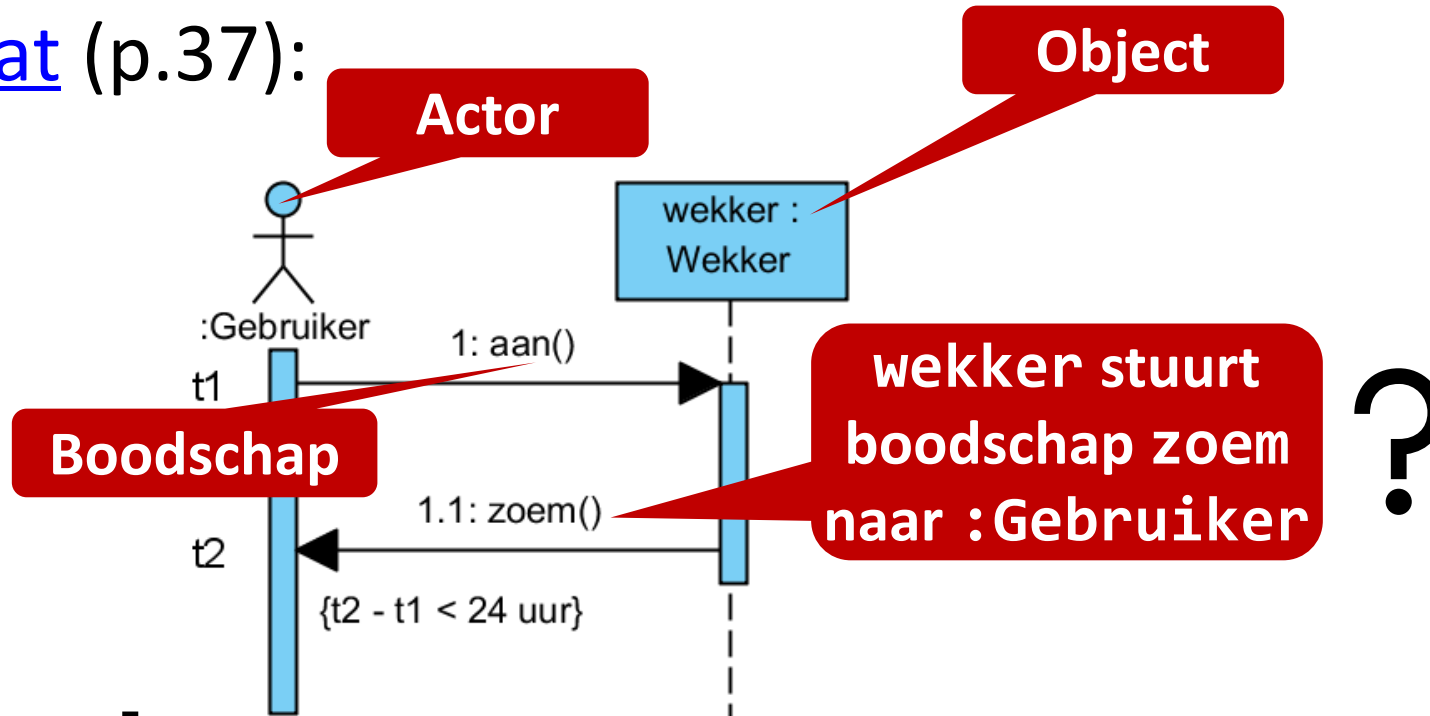 at (p.37):
Object
Actor
wekker :
Wekker
:Gebruiker
1: aan()
t1
wekker stuurt
boodschap zoem
naar :Gebruiker
?
Boodschap
1.1: zoem()
t2
{t2 - t1 < 24 uur}